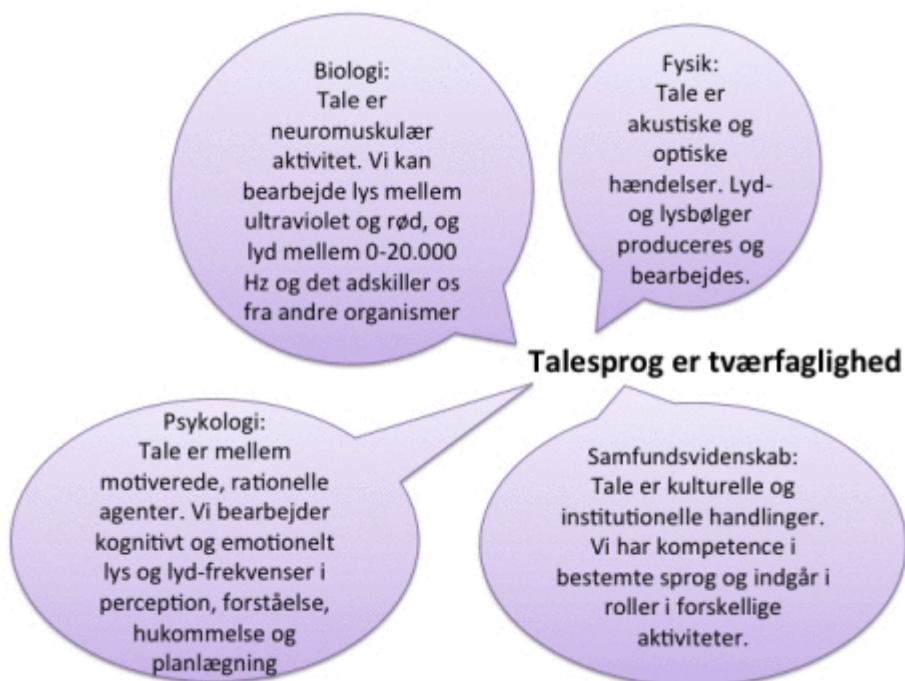 Biologi:
Tale er
neuromuskulær
aktivitet. Vi kan
bearbejde lys mellem
ultraviolet og rød, og
lyd mellem 0-20.000
Hz og det adskiller os
fra andre organismer
Fysik:
Tale er
akustiske og
optiske
hændelser. Lyd-
og lysbølger
produceres og
bearbejdes.
Talesprog er tværfaglighed
Psykologi:
Tale er mellem
motiverede, rationelle
agenter. Vi bearbejder
kognitivt og emotionelt
lys og lyd-frekvenser i
perception, forståelse,
hukommelse og
planlægning
Samfundsvidenskab:
Tale er kulturelle og
institutionelle handlinger.
Vi har kompetence i
bestemte sprog og indgår i
roller i forskellige
aktiviteter.